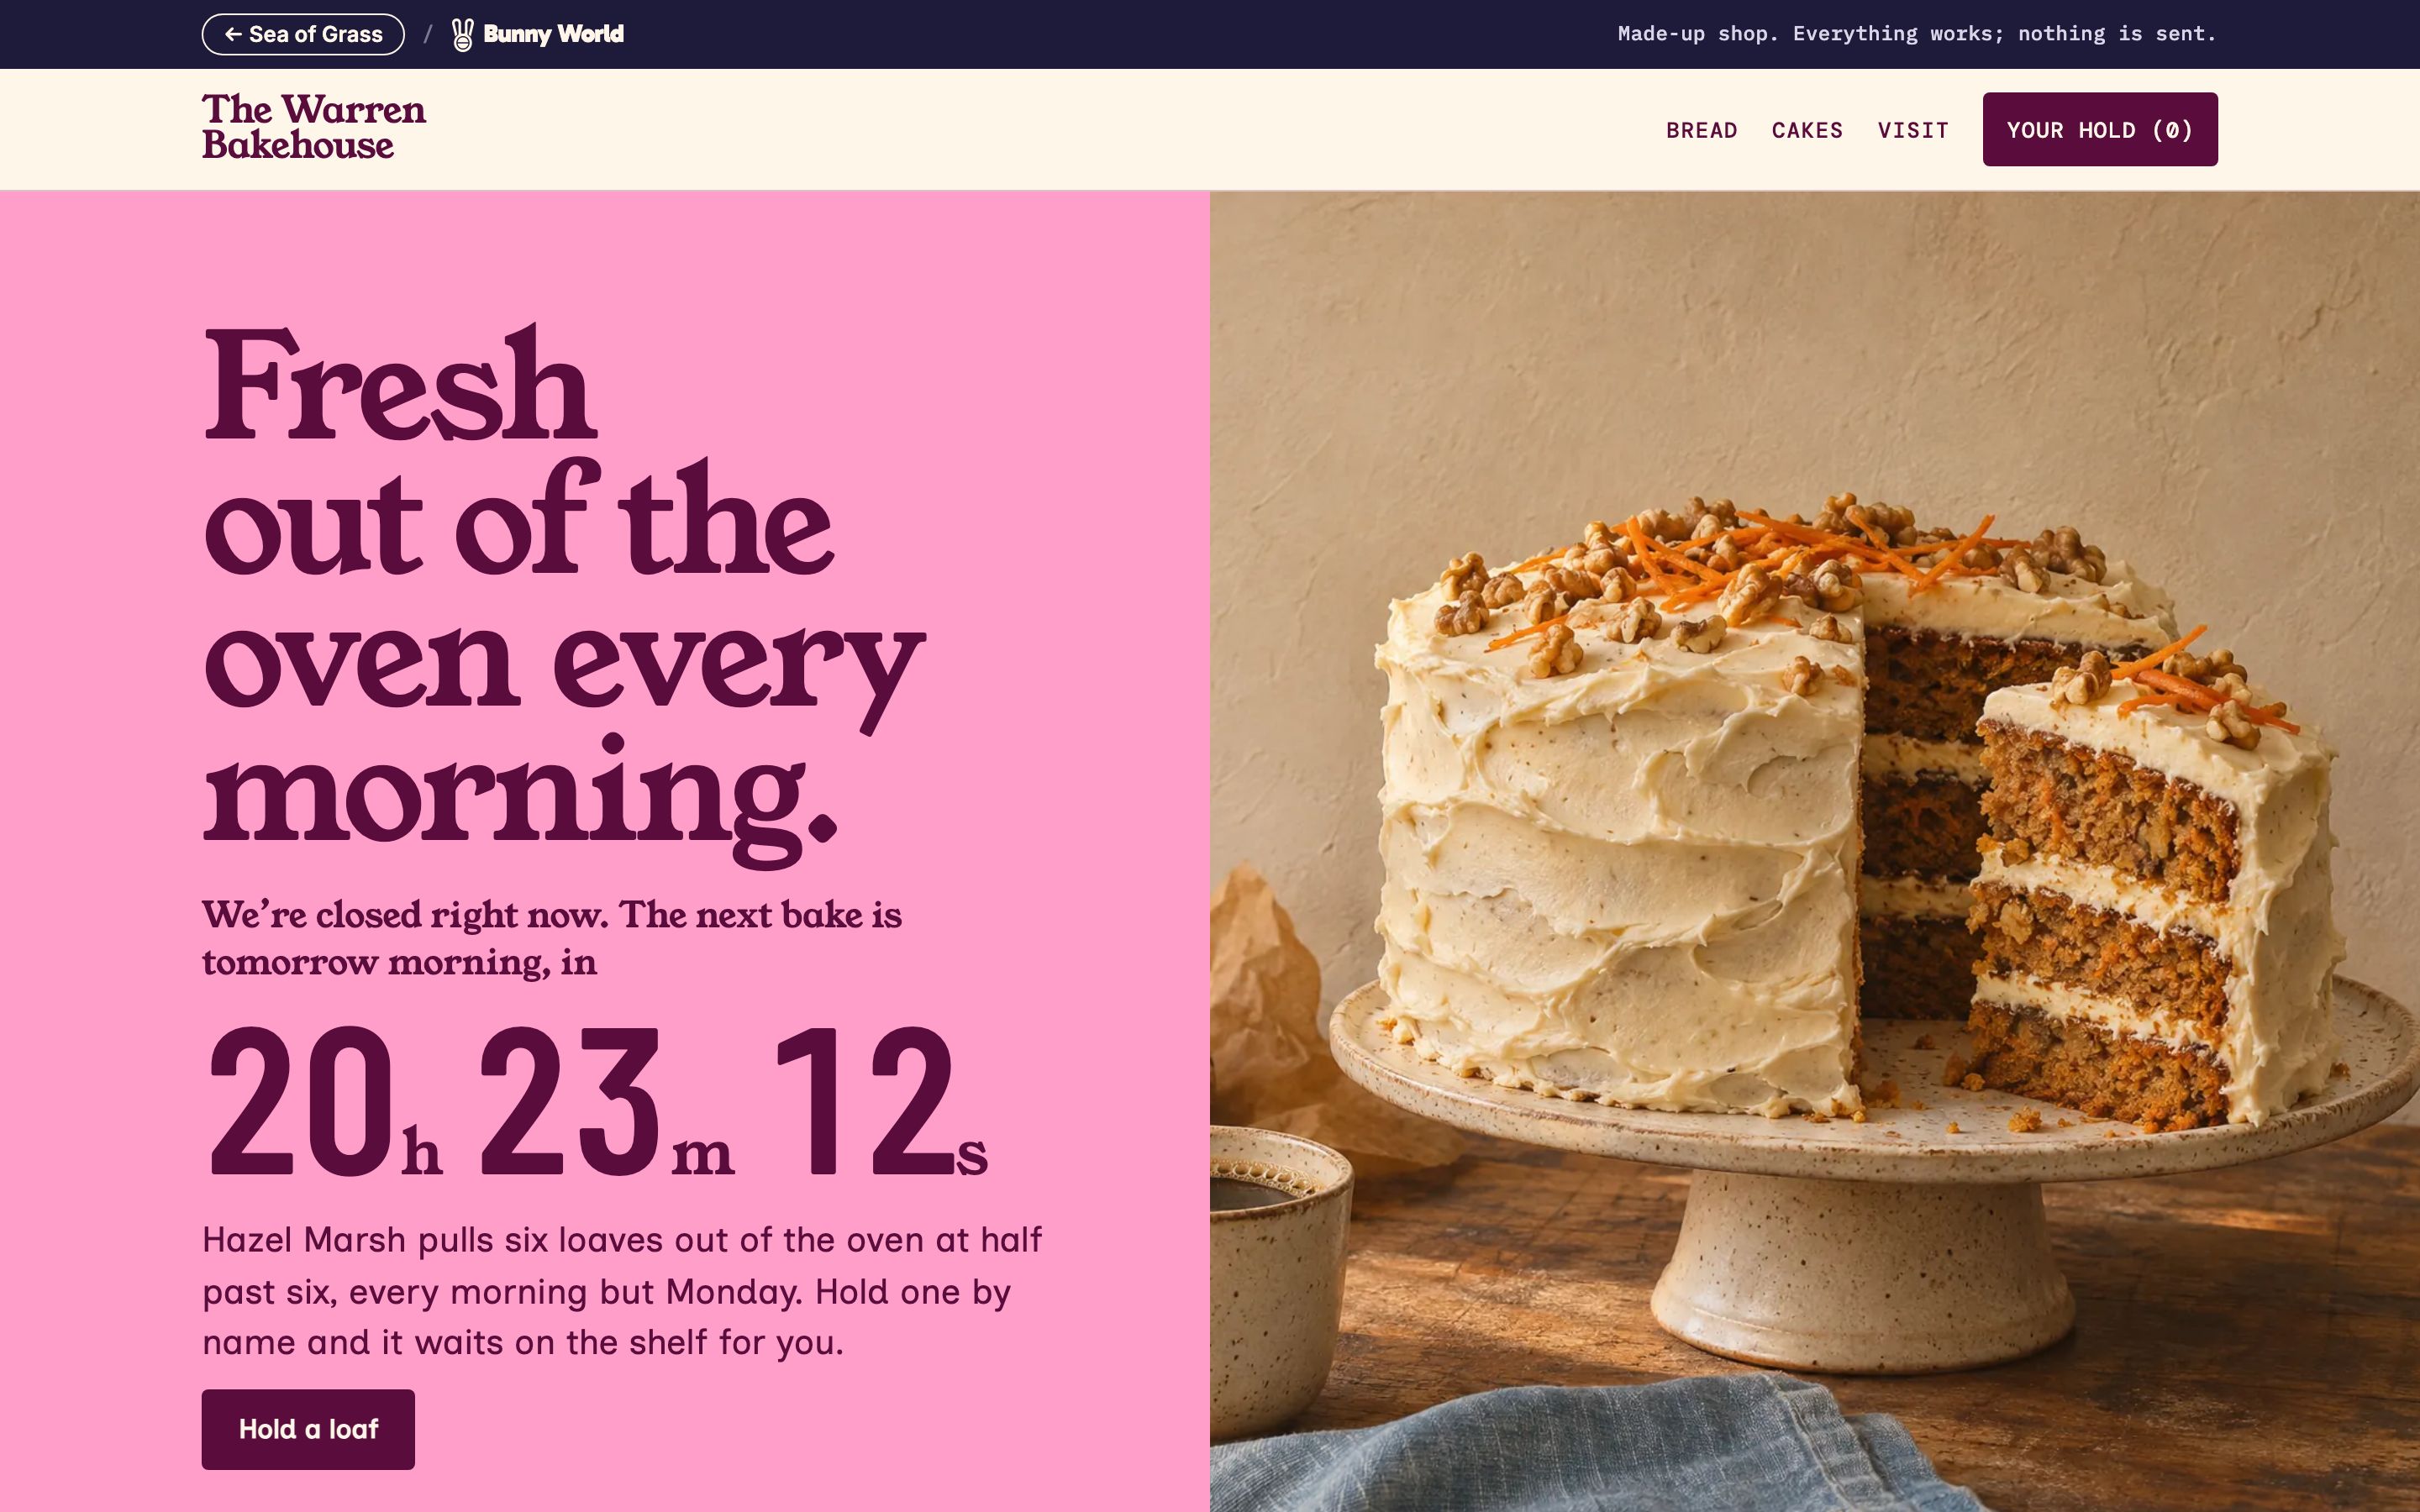 ← Sea of Grass / Bunny World
Made-up shop. Everything works; nothing is sent.
The Warren
Bakehouse
BREAD CAKES VISIT YOUR HOLD (0)
Fresh
out of the
oven every
morning.
We’re closed right now. The next bake is
tomorrow morning, in
20h 23m 12s
Hazel Marsh pulls six loaves out of the oven at half
past six, every morning but Monday. Hold one by
name and it waits on the shelf for you.
Hold a loaf